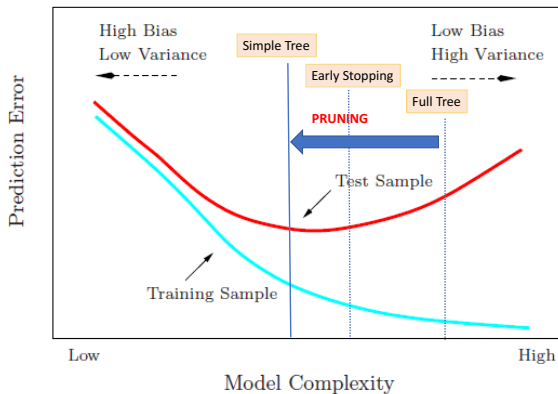 High Bias
Low Variance
Low Bias
High Variance
Simple Tree
Early Stopping
Full Tree
PRUNING
Prediction Error
Test Sample
Training Sample
Low
High
Model Complexity